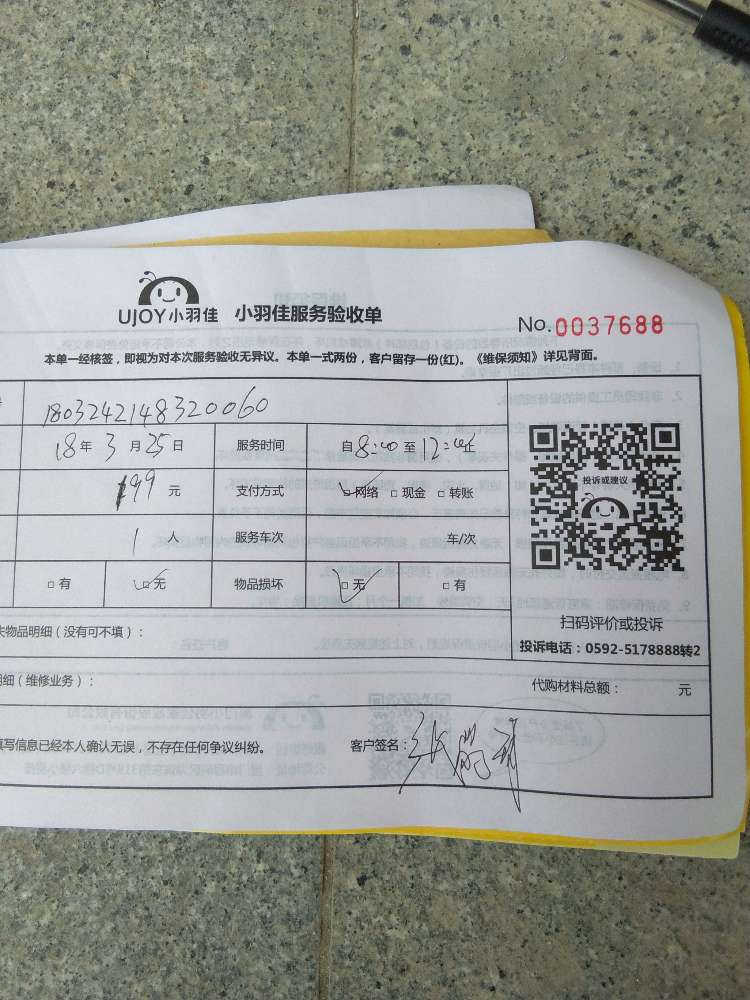 UJOY小羽佳 小羽佳服务验收单
No.0037688
本单一经核签，即视为对本次服务验收无异议。本单一式两份，客户留存一份(红)。《维保须知》详见背面。
1803242148320060
18年 3月 25日 服务时间 自8:00至12:00止
199元 支付方式 网络 现金 转账
投诉或建议
1人 服务车次 车/次
有 无 物品损坏 无 有
扫码评价或投诉
物品明细（没有可不填）：
投诉电话：0592-5178888转2
细（维修业务）： 代购材料总额： 元
写信息已经本人确认无误，不存在任何争议纠纷。 客户签名：张